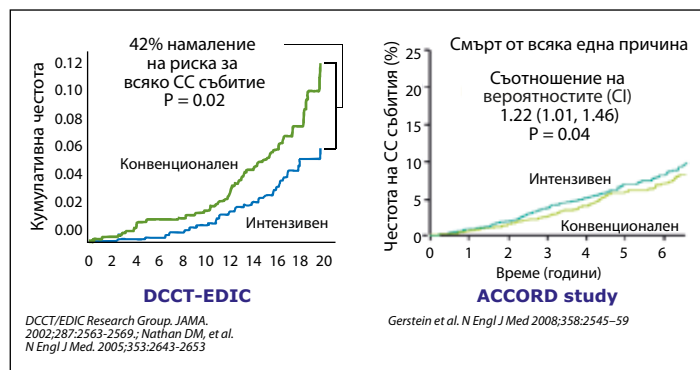 42% намаление
на риска за
всяко СС събитие
P = 0.02
Кумулативна честота
0.12
0.10
0.08
0.06
0.04
0.02
0.00
Конвенционален
Интензивен
0 2 4 6 8 10 12 14 16 18 20
DCCT-EDIC
DCCT/EDIC Research Group. JAMA.
2002;287:2563-2569.; Nathan DM, et al.
N Engl J Med. 2005;353:2643-2653
Смърт от всяка една причина
Съотношение на
вероятностите (CI)
1.22 (1.01, 1.46)
P = 0.04
Честота на СС събития (%)
25
20
15
10
5
0
Интензивен
Конвенционален
0 1 2 3 4 5 6
Време (години)
ACCORD study
Gerstein et al. N Engl J Med 2008;358:2545–59